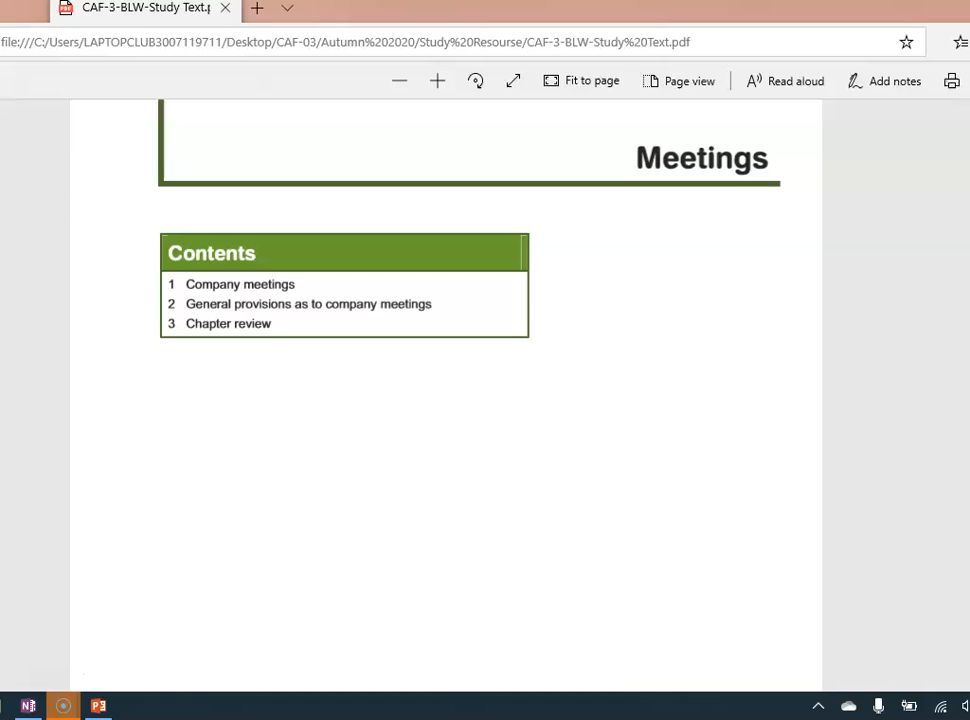 CAF-3-BLW-Study Text.p
file:///C:/Users/LAPTOPCLUB3007119711/Desktop/CAF-03/Autumn%202020/Study%20Resourse/CAF-3-BLW-Study%20Text.pdf
Fit to page
Page view
Read aloud
Add notes
Meetings
Contents
1 Company meetings
2 General provisions as to company meetings
3 Chapter review